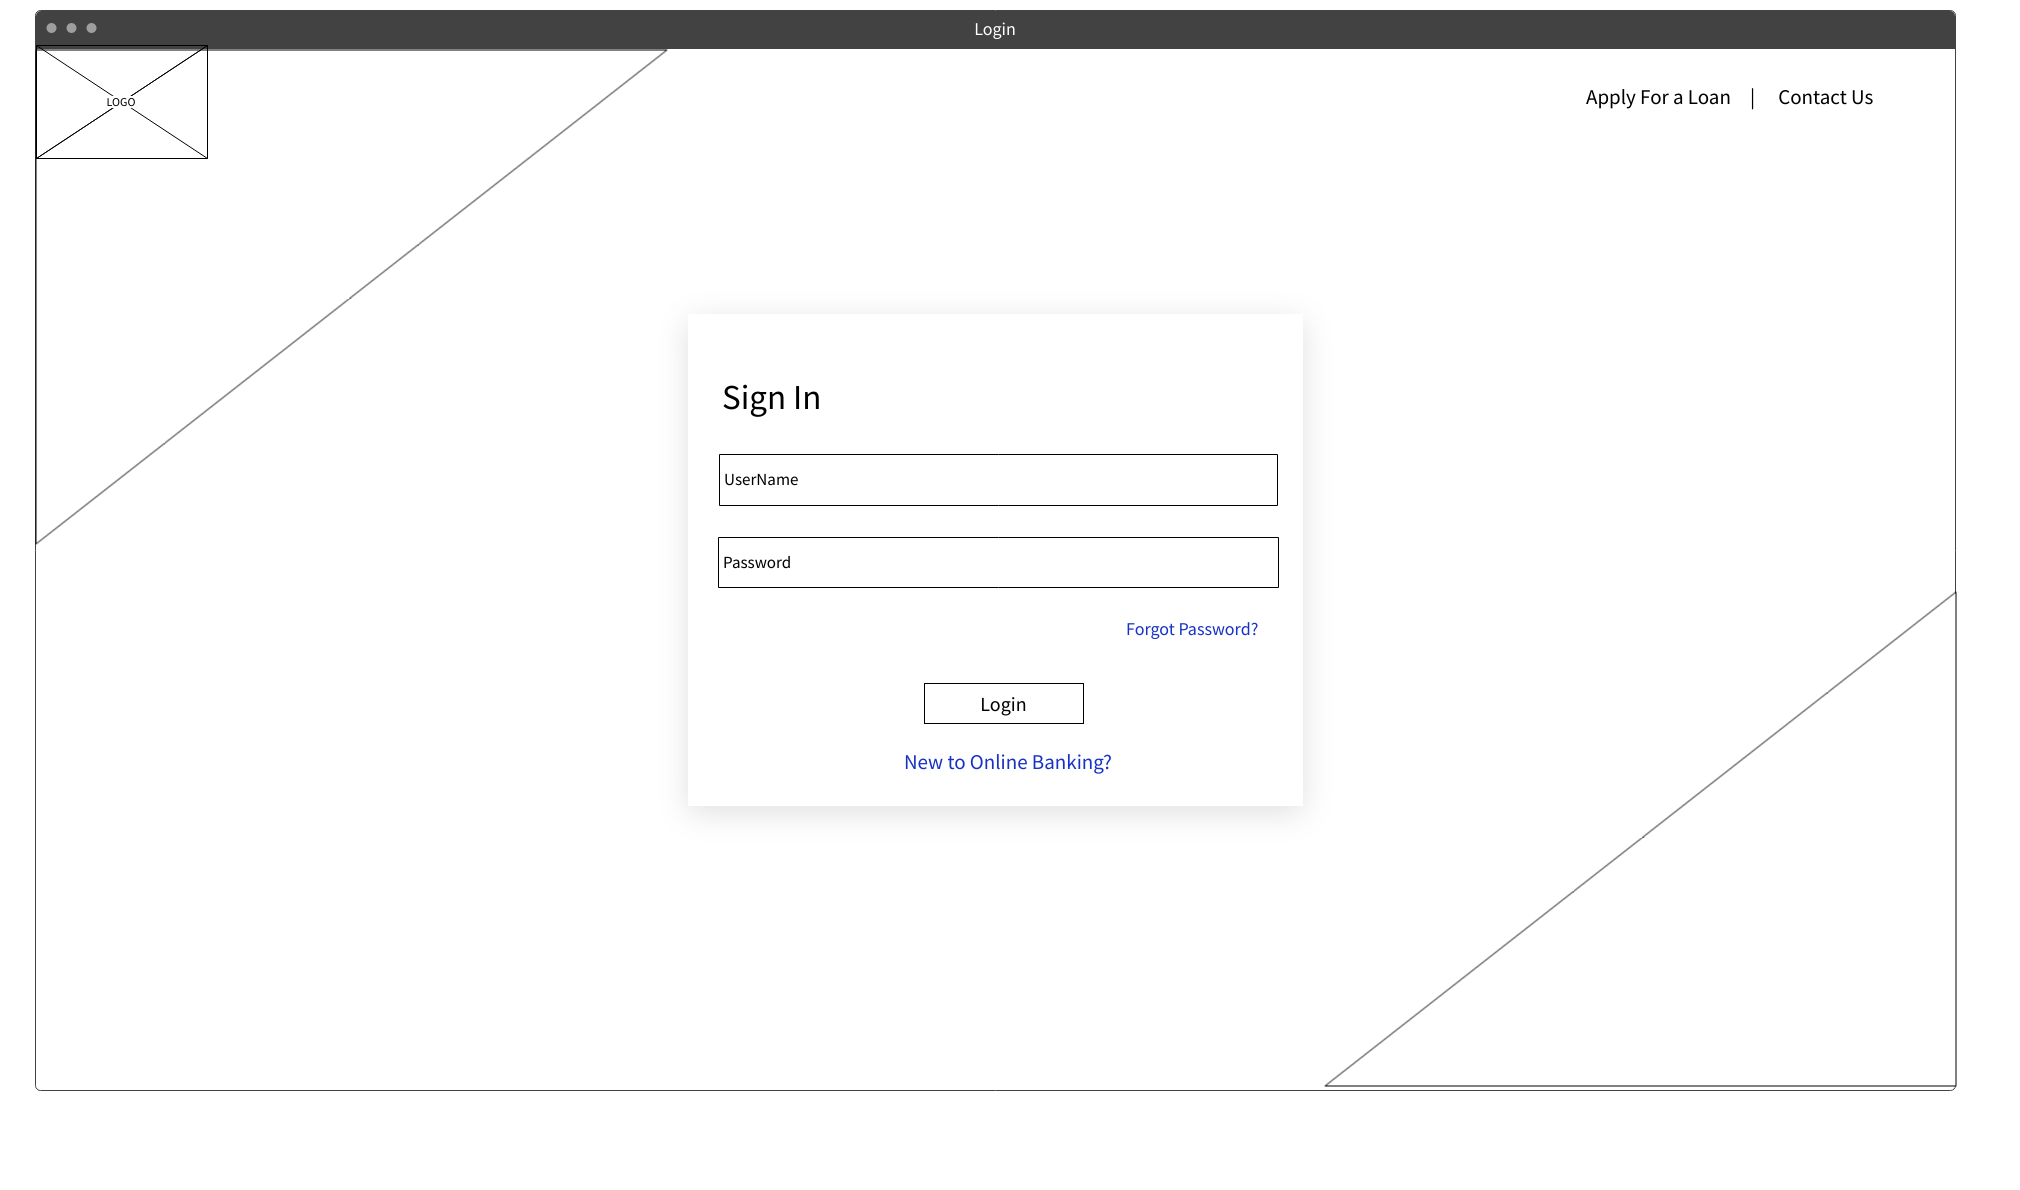 Login
LOGO
Apply For a Loan | Contact Us
Sign In
UserName
Password
Forgot Password?
Login
New to Online Banking?